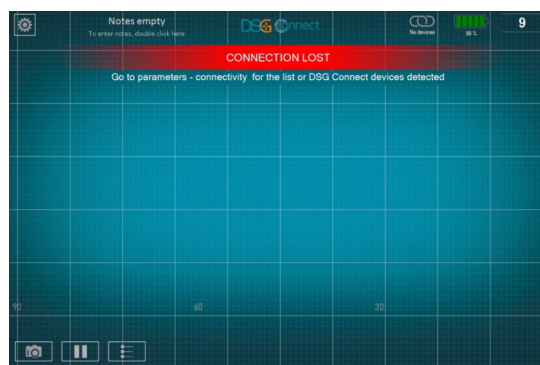 Notes empty
To enter notes, double click here
DSG Connect
No devices
98 %
9
CONNECTION LOST
Go to parameters - connectivity for the list or DSG Connect devices detected
90
60
30